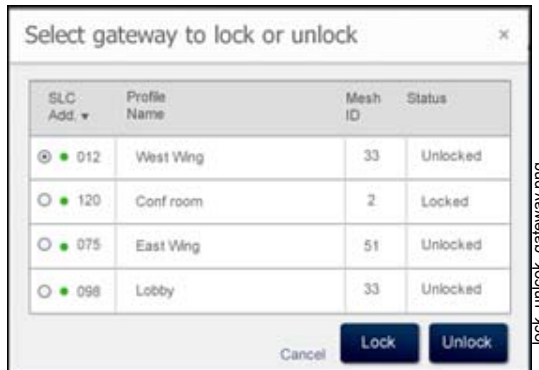 Select gateway to lock or unlock ×
SLC Add. ▼ Profile Name Mesh ID Status
012 West Wing 33 Unlocked
120 Conf room 2 Locked
075 East Wing 51 Unlocked
098 Lobby 33 Unlocked
Cancel Lock Unlock
lock_unlock_gateway.png